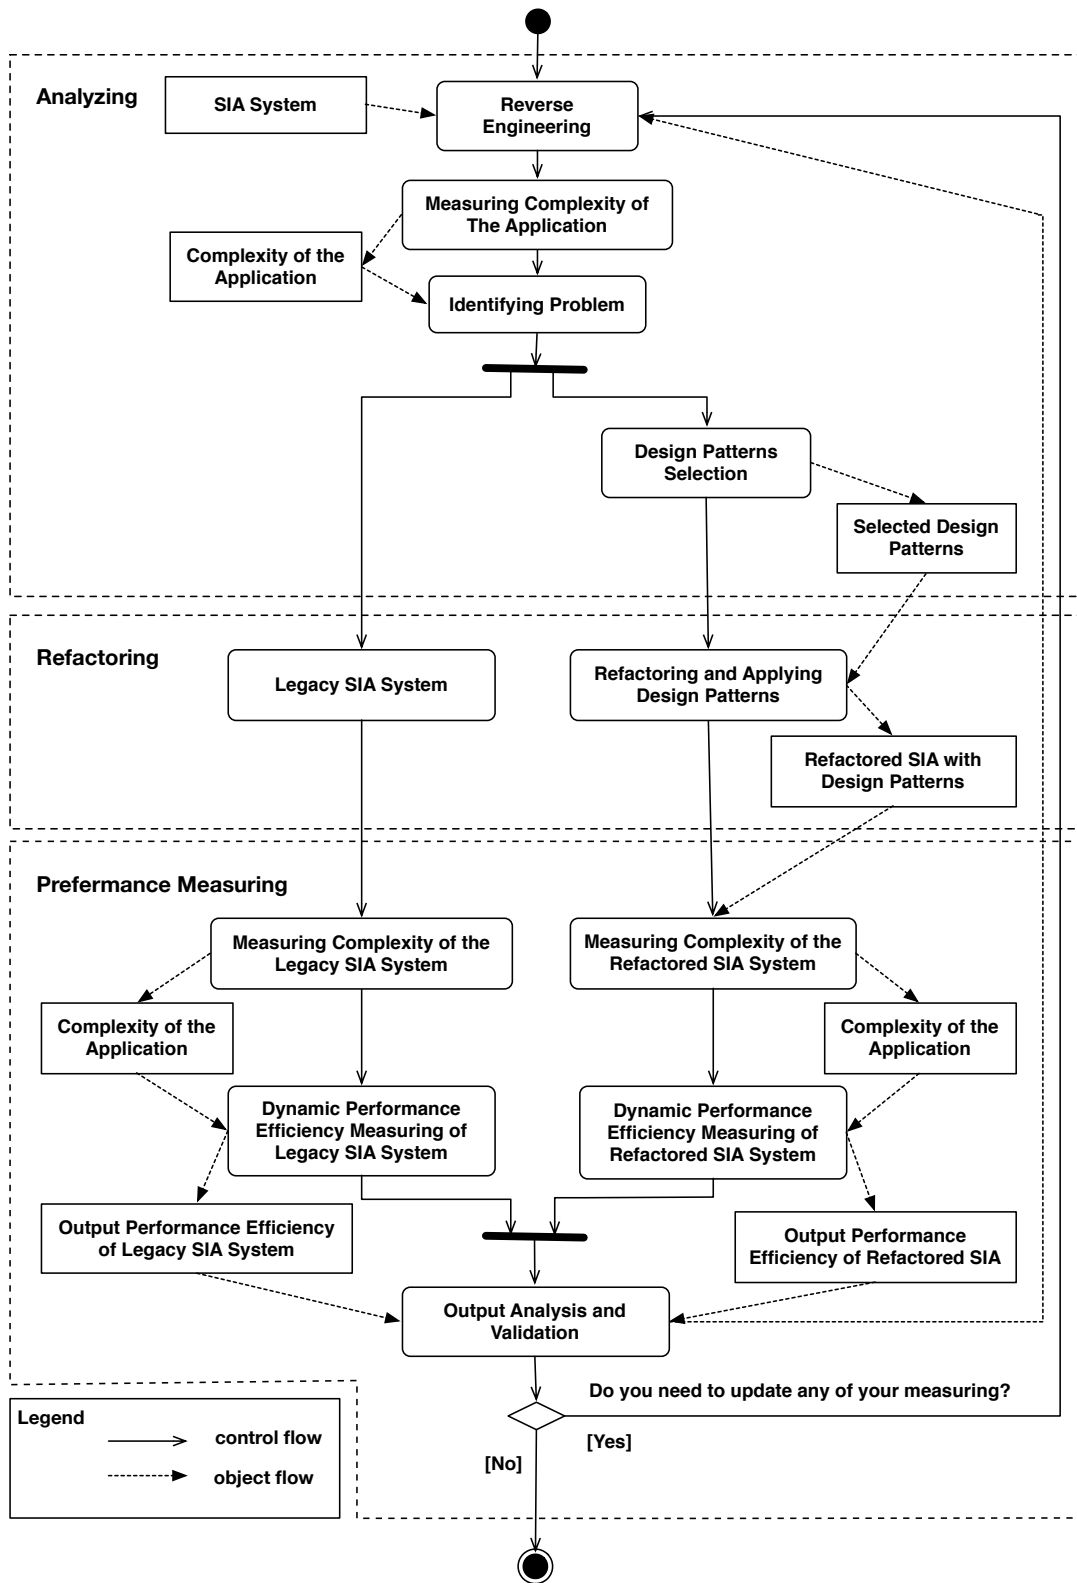 Analyzing
SIA System
Reverse
Engineering
Measuring Complexity of
The Application
Complexity of the
Application
Identifying Problem
Design Patterns
Selection
Selected Design
Patterns
Refactoring
Legacy SIA System
Refactoring and Applying
Design Patterns
Refactored SIA with
Design Patterns
Prefermance Measuring
Measuring Complexity of the
Legacy SIA System
Measuring Complexity of the
Refactored SIA System
Complexity of the
Application
Complexity of the
Application
Dynamic Performance
Efficiency Measuring of
Legacy SIA System
Dynamic Performance
Efficiency Measuring of
Refactored SIA System
Output Performance Efficiency
of Legacy SIA System
Output Performance
Efficiency of Refactored SIA
Output Analysis and
Validation
Do you need to update any of your measuring?
[Yes]
[No]
Legend
control flow
object flow